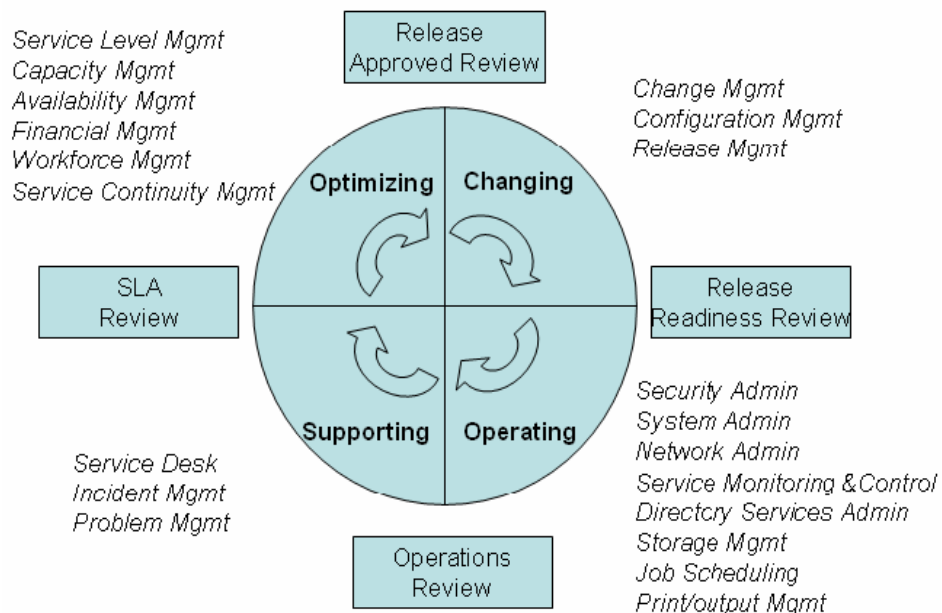 Service Level Mgmt
Capacity Mgmt
Availability Mgmt
Financial Mgmt
Workforce Mgmt
Service Continuity Mgmt
Release
Approved Review
Change Mgmt
Configuration Mgmt
Release Mgmt
Optimizing
Changing
SLA
Review
Release
Readiness Review
Supporting
Operating
Service Desk
Incident Mgmt
Problem Mgmt
Security Admin
System Admin
Network Admin
Service Monitoring &Control
Directory Services Admin
Storage Mgmt
Job Scheduling
Print/output Mgmt
Operations
Review